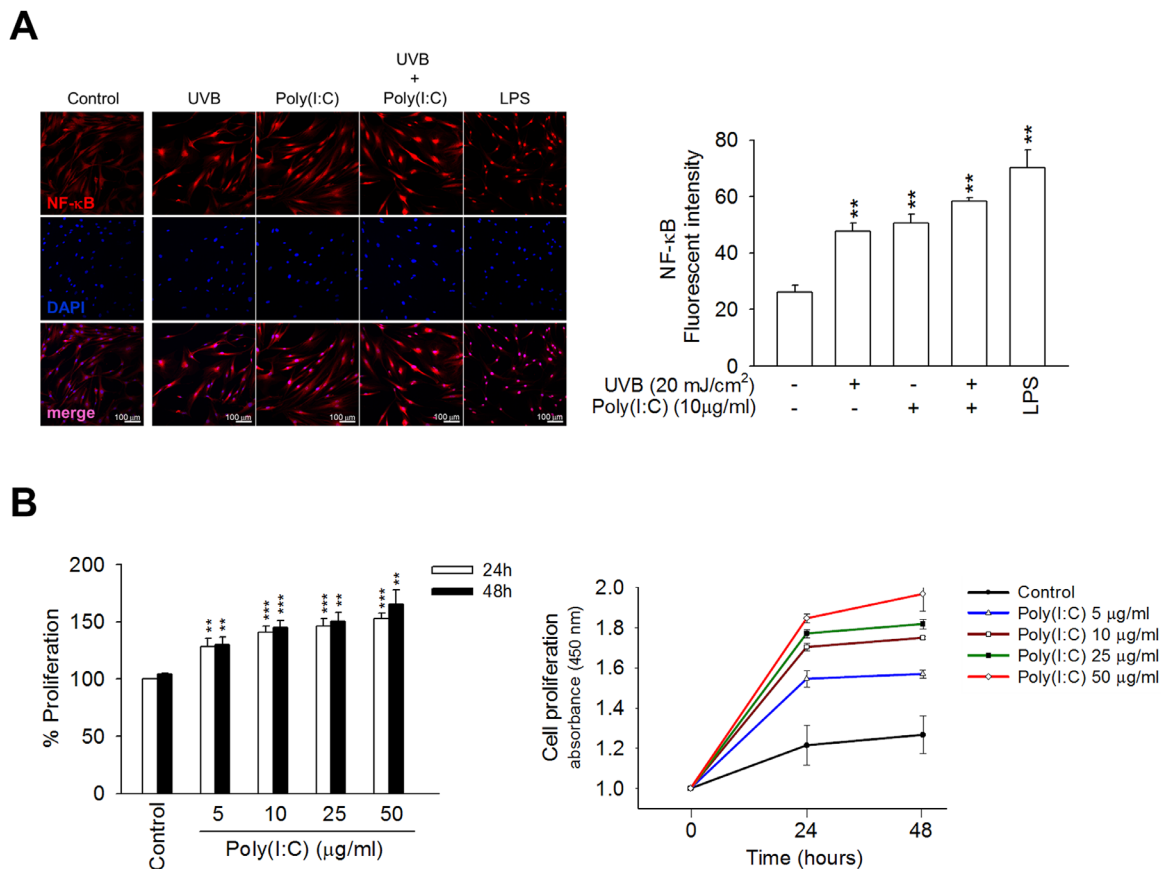 A
Control
UVB
Poly(I:C)
UVB
+
Poly(I:C)
LPS
NF-κB
DAPI
merge
100 μm
100 μm
100 μm
100 μm
100 μm
NF-κB
Fluorescent intensity
80
60
40
20
0
**
**
**
**
UVB (20 mJ/cm²) - + - +
Poly(I:C) (10μg/ml) - - + +
LPS
B
% Proliferation
200
150
100
50
0
**
**
***
***
***
**
***
**
24h
48h
Control
5 10 25 50
Poly(I:C) (μg/ml)
Cell proliferation
absorbance (450 nm)
2.0
1.8
1.6
1.4
1.2
1.0
0 24 48
Time (hours)
Control
Poly(I:C) 5 μg/ml
Poly(I:C) 10 μg/ml
Poly(I:C) 25 μg/ml
Poly(I:C) 50 μg/ml